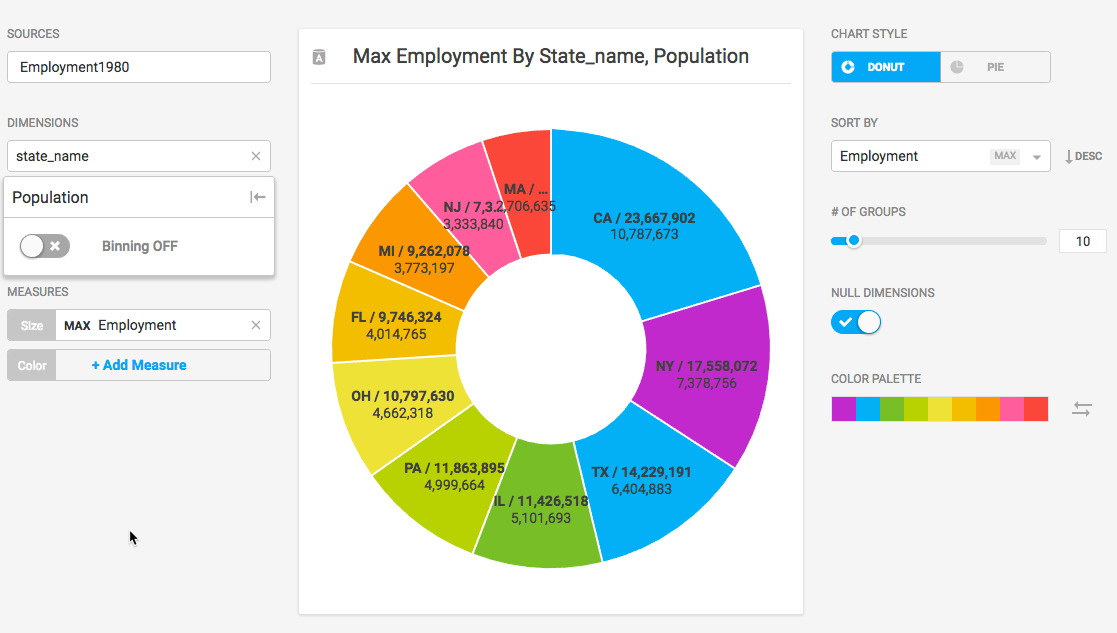 SOURCES
Employment1980
DIMENSIONS
state_name
Population
Binning OFF
MEASURES
Size MAX Employment
Color + Add Measure
A
Max Employment By State_name, Population
CA / 23,667,902
10,787,673
NY / 17,558,072
7,378,756
TX / 14,229,191
6,404,883
IL / 11,426,518
5,101,693
PA / 11,863,895
4,999,664
OH / 10,797,630
4,662,318
FL / 9,746,324
4,014,765
MI / 9,262,078
3,773,197
NJ / 7,3...
3,333,840
MA / ...
2,706,635
CHART STYLE
DONUT PIE
SORT BY
Employment MAX DESC
# OF GROUPS
10
NULL DIMENSIONS
COLOR PALETTE